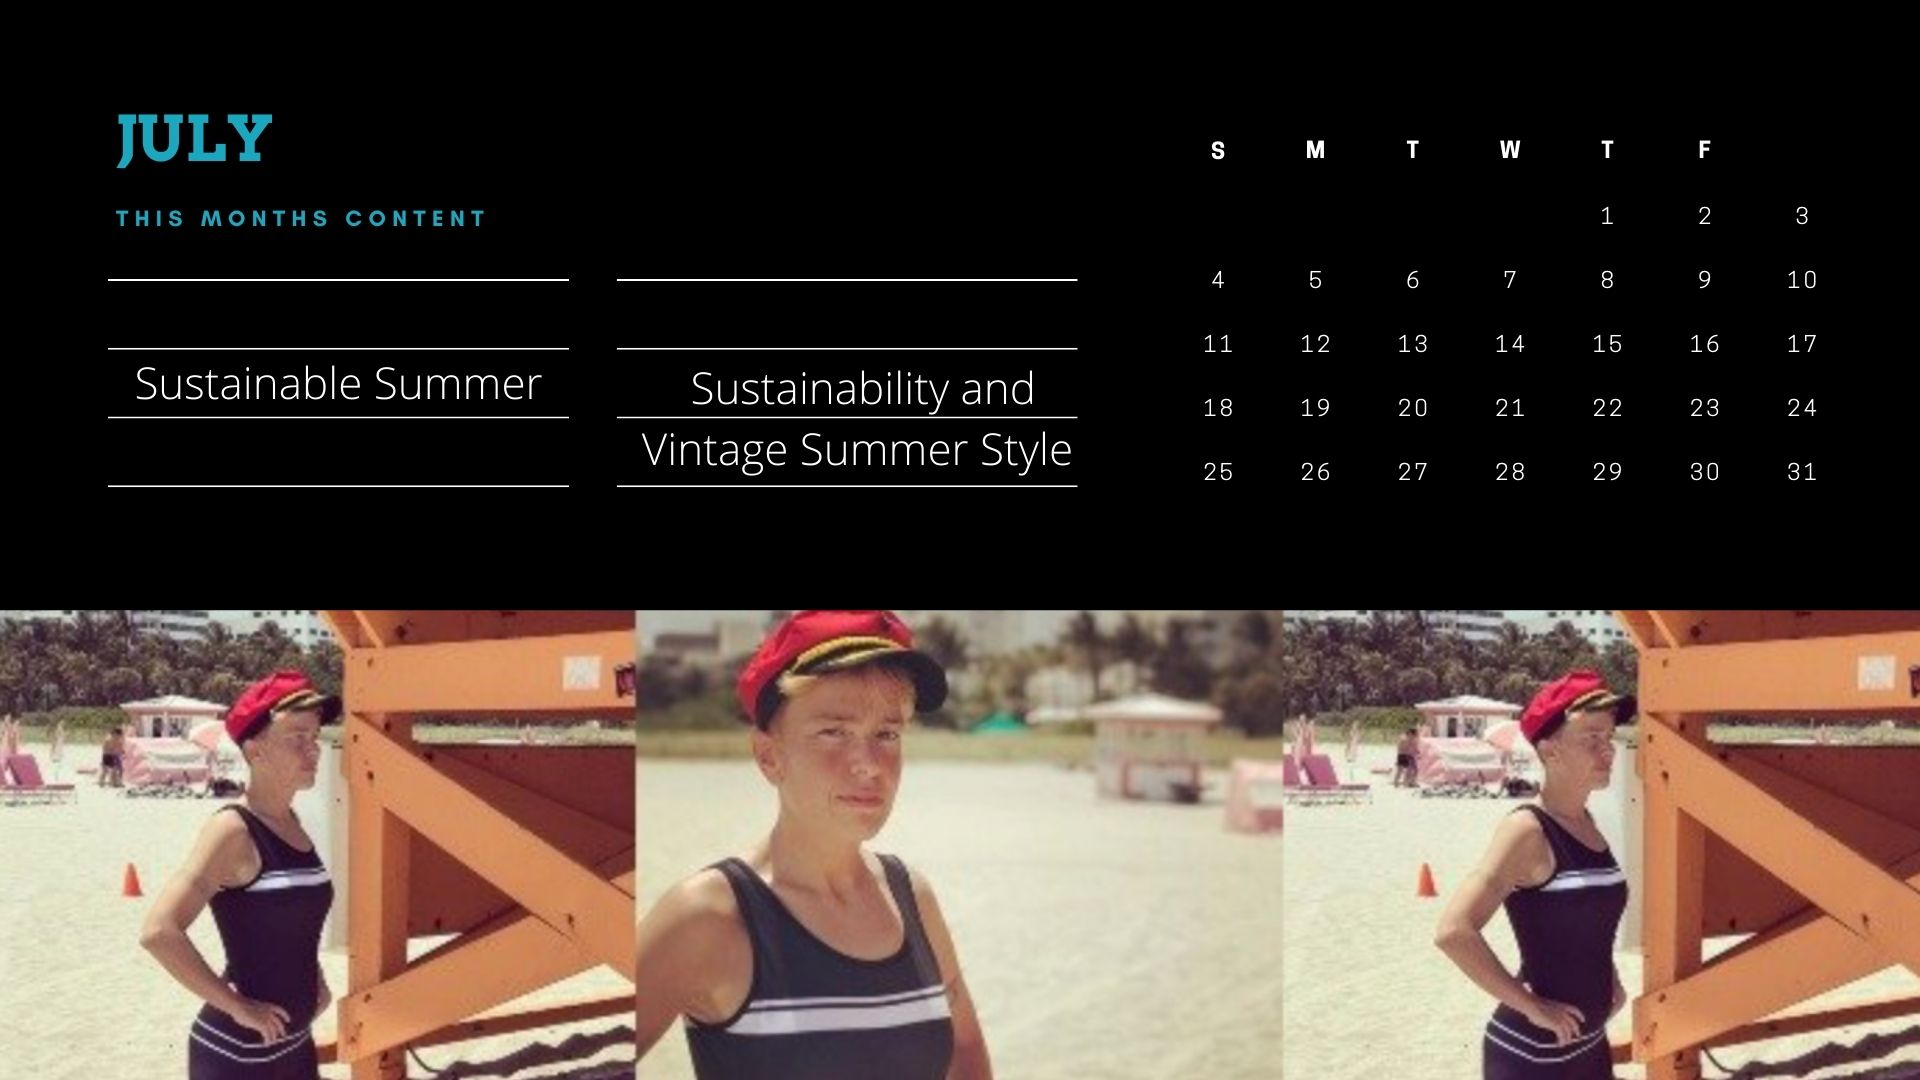 JULY
THIS MONTHS CONTENT
Sustainable Summer
Sustainability and
Vintage Summer Style
S M T W T F
1 2 3
4 5 6 7 8 9 10
11 12 13 14 15 16 17
18 19 20 21 22 23 24
25 26 27 28 29 30 31